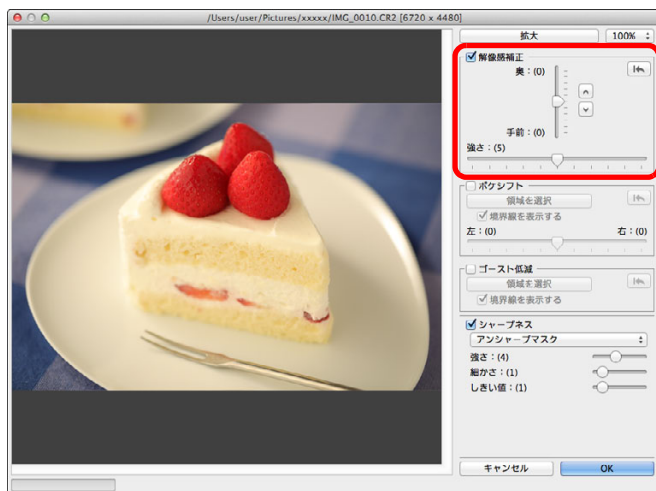 /Users/user/Pictures/xxxxx/IMG_0010.CR2 [6720 x 4480]
拡大 100%
解像感補正
奥：(0)
手前：(0)
強さ：(5)
ボケシフト
領域を選択
境界線を表示する
左：(0) 右：(0)
ゴースト低減
領域を選択
境界線を表示する
シャープネス
アンシャープマスク
強さ：(4)
細かさ：(1)
しきい値：(1)
キャンセル OK